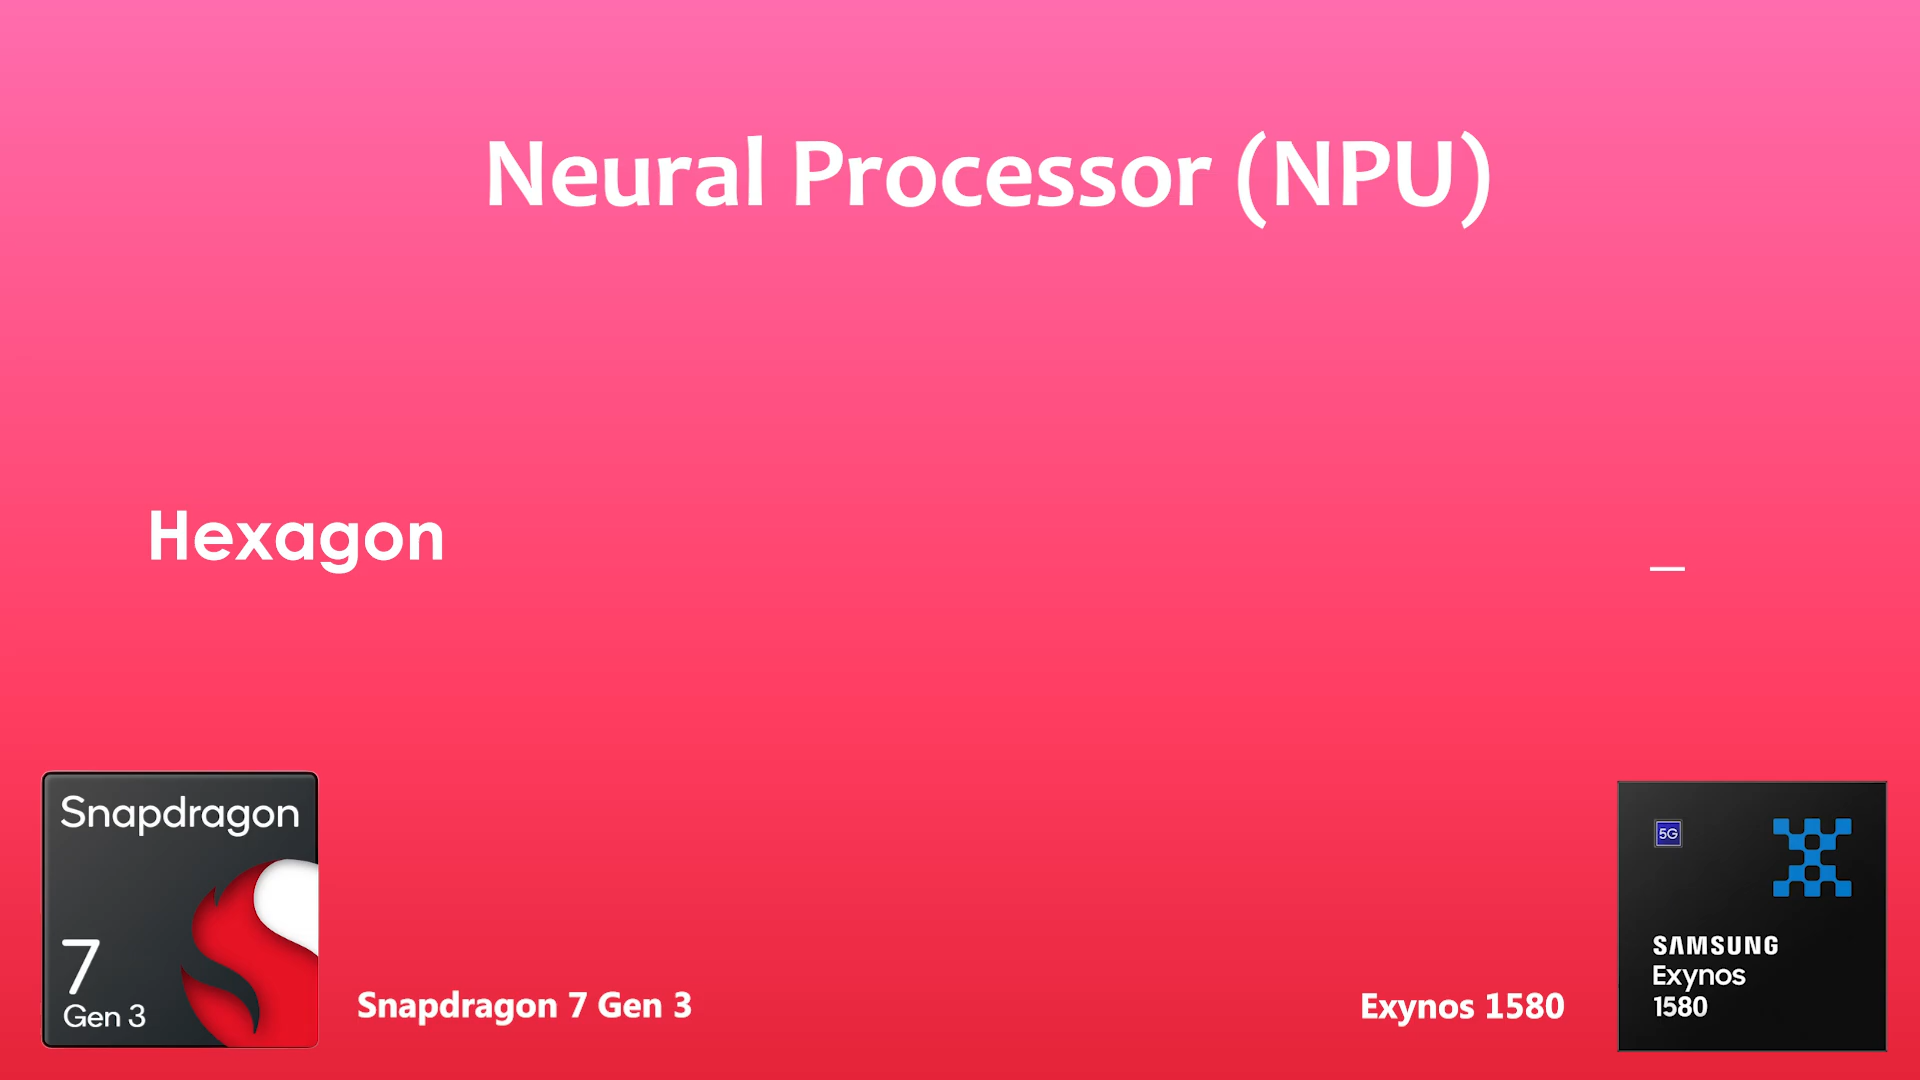 Neural Processor (NPU)
Hexagon
_
Snapdragon
7
Gen 3
Snapdragon 7 Gen 3
Exynos 1580
5G
SAMSUNG
Exynos
1580